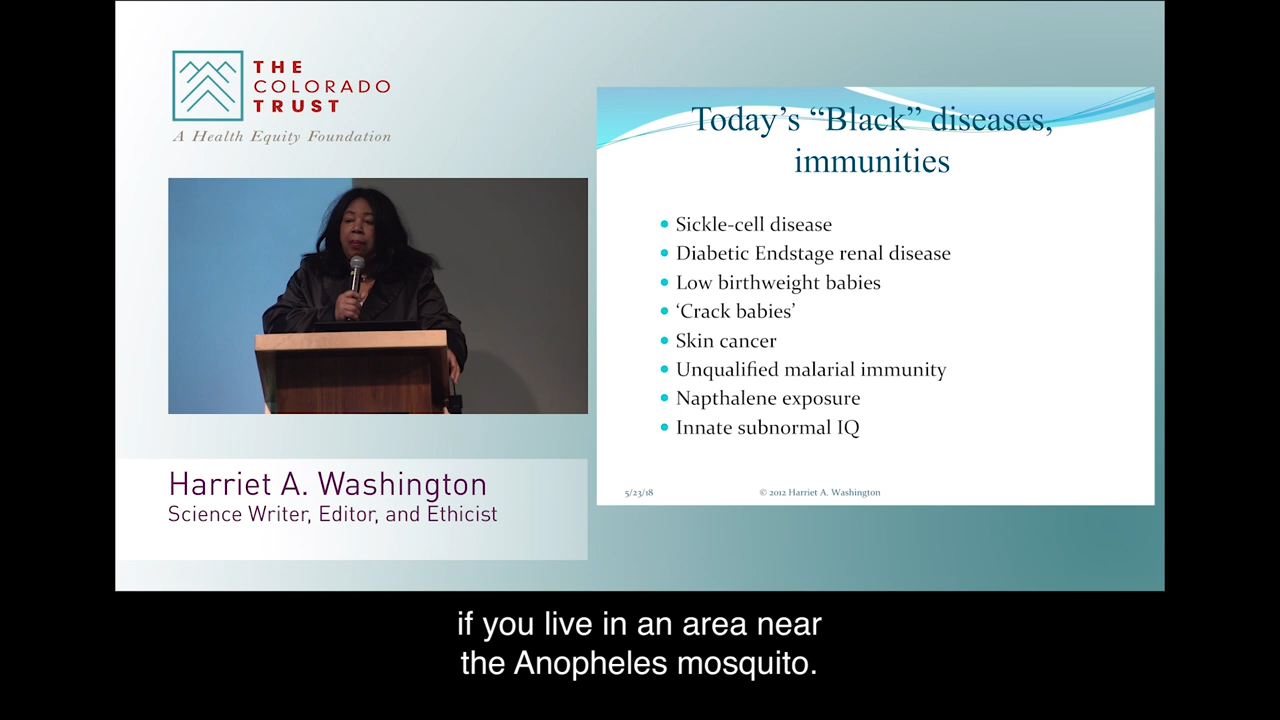 THE
COLORADO
TRUST
A Health Equity Foundation
Today's “Black” diseases,
immunities
Sickle-cell disease
Diabetic Endstage renal disease
Low birthweight babies
‘Crack babies’
Skin cancer
Unqualified malarial immunity
Napthalene exposure
Innate subnormal IQ
5/23/18
© 2012 Harriet A. Washington
Harriet A. Washington
Science Writer, Editor, and Ethicist
if you live in an area near
the Anopheles mosquito.